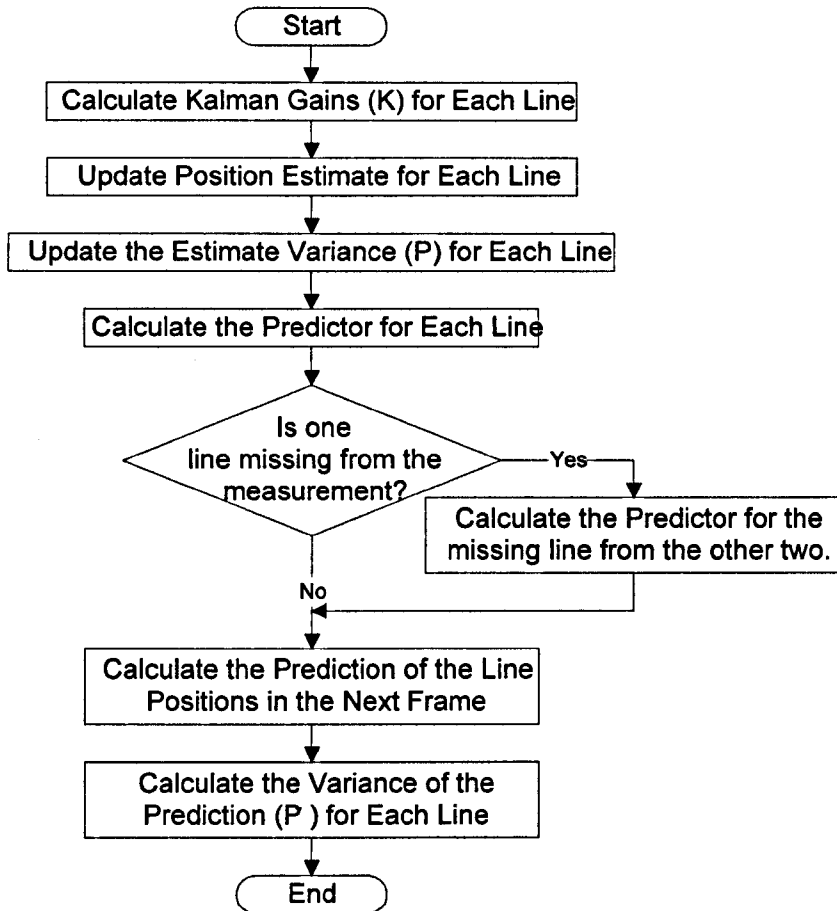 Start
Calculate Kalman Gains (K) for Each Line
Update Position Estimate for Each Line
Update the Estimate Variance (P) for Each Line
Calculate the Predictor for Each Line
Is one
line missing from the
measurement?
Yes
Calculate the Predictor for the
missing line from the other two.
No
Calculate the Prediction of the Line
Positions in the Next Frame
Calculate the Variance of the
Prediction (P' ) for Each Line
End